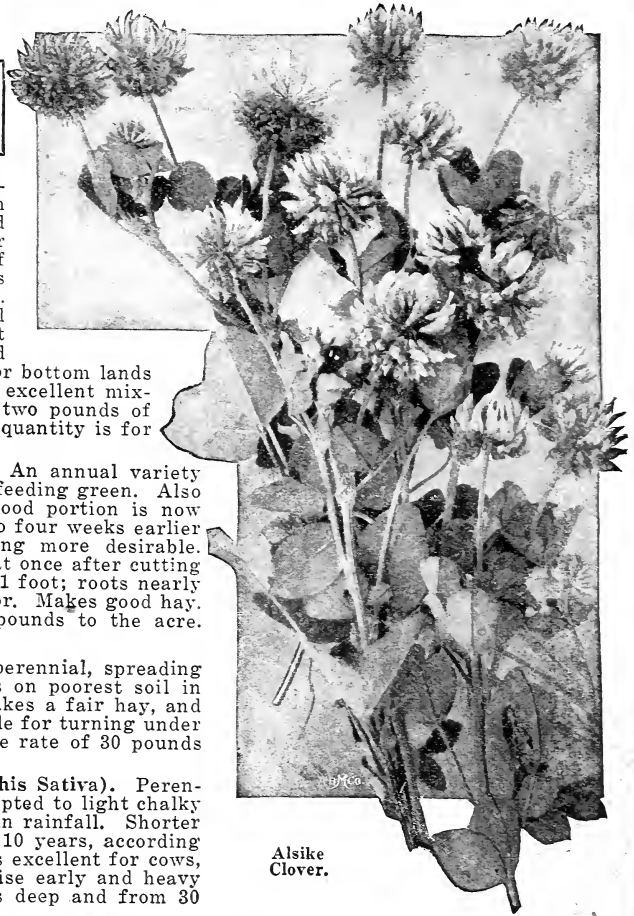 r bottom lands
excellent mix-
two pounds of
quantity is for
An annual variety
feeding green. Also
ood portion is now
o four weeks earlier
ng more desirable.
t once after cutting
1 foot; roots nearly
r. Makes good hay.
pounds to the acre.
perennial, spreading
s on poorest soil in
kes a fair hay, and
le for turning under
e rate of 30 pounds
his Sativa). Peren-
pted to light chalky
n rainfall. Shorter
10 years, according
s excellent for cows,
ise early and heavy
s deep and from 30
Alsike
Clover.